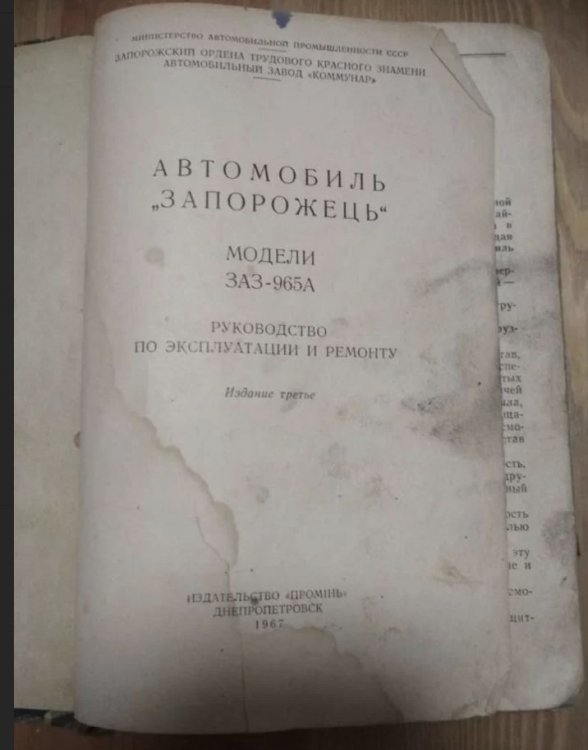 МИНИСТЕРСТВО АВТОМОБИЛЬНОЙ ПРОМЫШЛЕННОСТИ СССР
ЗАПОРОЖСКИЙ ОРДЕНА ТРУДОВОГО КРАСНОГО ЗНАМЕНИ
АВТОМОБИЛЬНЫЙ ЗАВОД «КОММУНАР»
АВТОМОБИЛЬ
„ЗАПОРОЖЕЦЬ“
МОДЕЛИ
ЗАЗ-965А
РУКОВОДСТВО
ПО ЭКСПЛУАТАЦИИ И РЕМОНТУ
Издание третье
ИЗДАТЕЛЬСТВО «ПРОМІНЬ»
ДНЕПРОПЕТРОВСК
1967